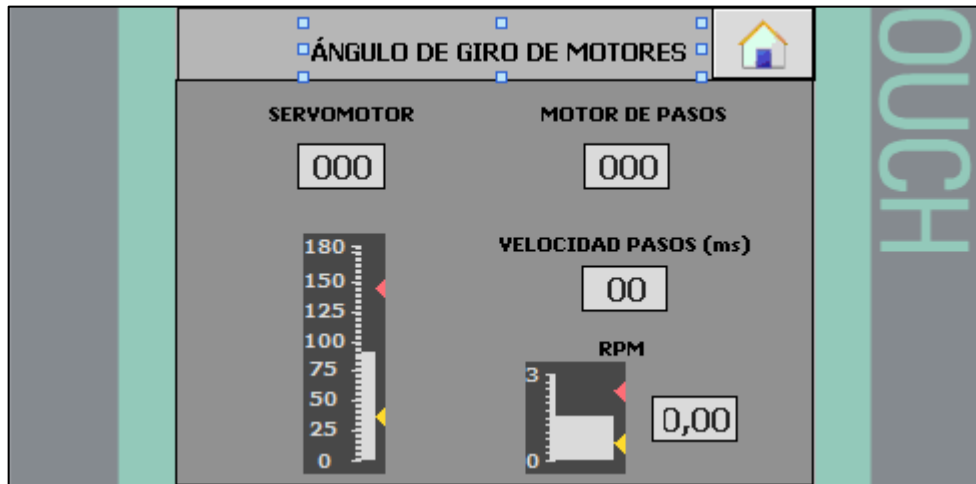 ÁNGULO DE GIRO DE MOTORES
SERVOMOTOR
000
180
150
125
100
75
50
25
0
MOTOR DE PASOS
000
VELOCIDAD PASOS (ms)
00
RPM
3
0
0,00
OUCH